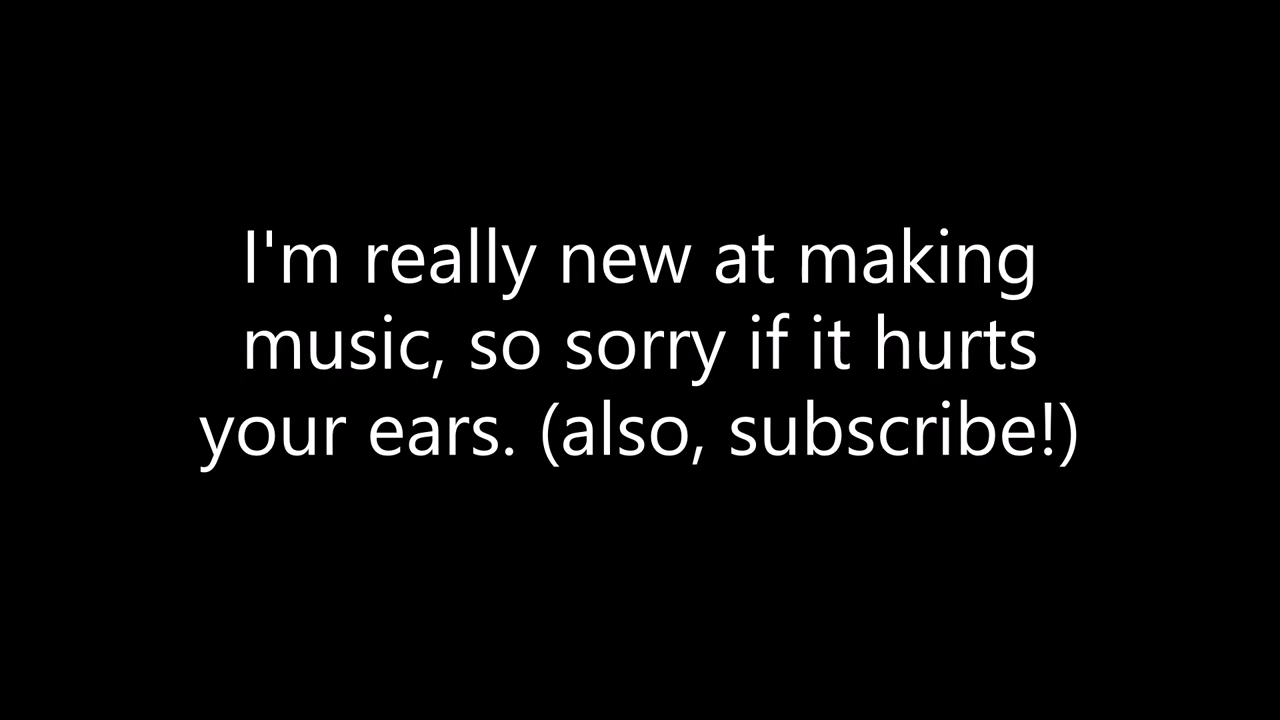 I'm really new at making
music, so sorry if it hurts
your ears. (also, subscribe!)